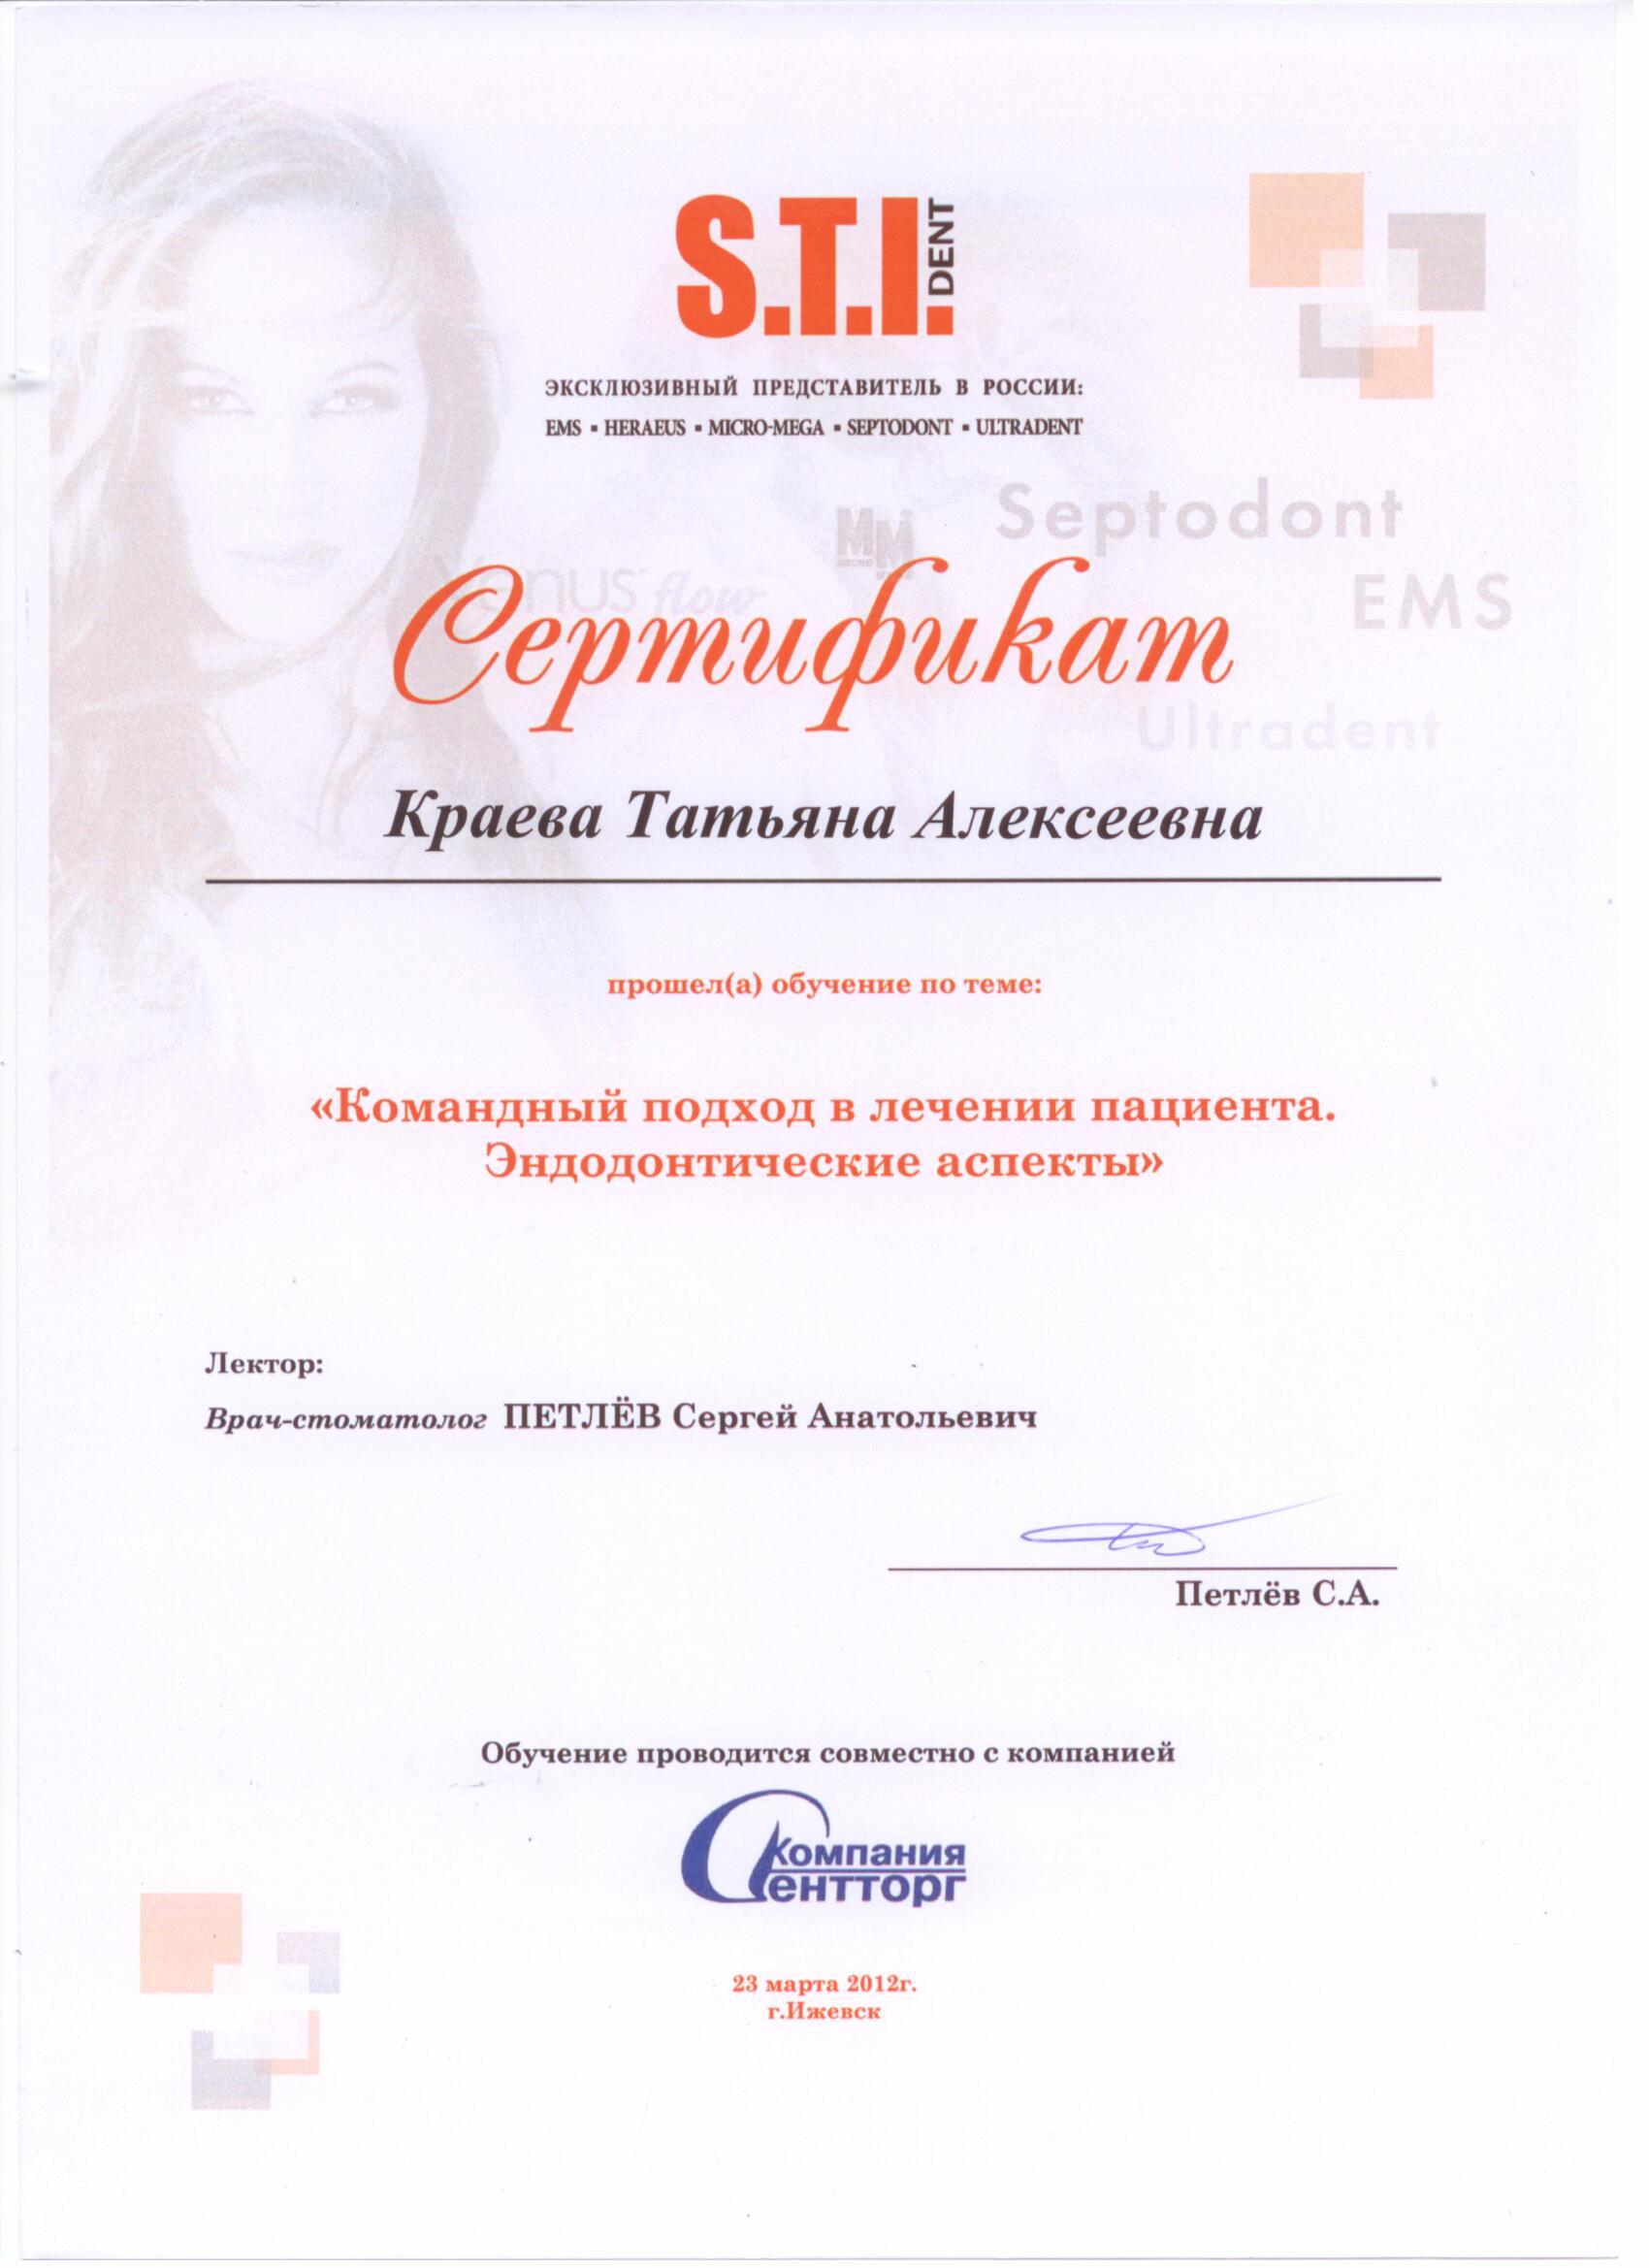 S.T.I. DENT
ЭКСКЛЮЗИВНЫЙ ПРЕДСТАВИТЕЛЬ В РОССИИ:
EMS ▪ HERAEUS ▪ MICRO-MEGA ▪ SEPTODONT ▪ ULTRADENT
Septodont
MM
EMS
venus flow
Сертификат
Ultradent
Краева Татьяна Алексеевна
прошел(а) обучение по теме:
«Командный подход в лечении пациента.
Эндодонтические аспекты»
Лектор:
Врач-стоматолог ПЕТЛЁВ Сергей Анатольевич
Петлёв С.А.
Обучение проводится совместно с компанией
Компания
Сентторг
23 марта 2012г.
г.Ижевск